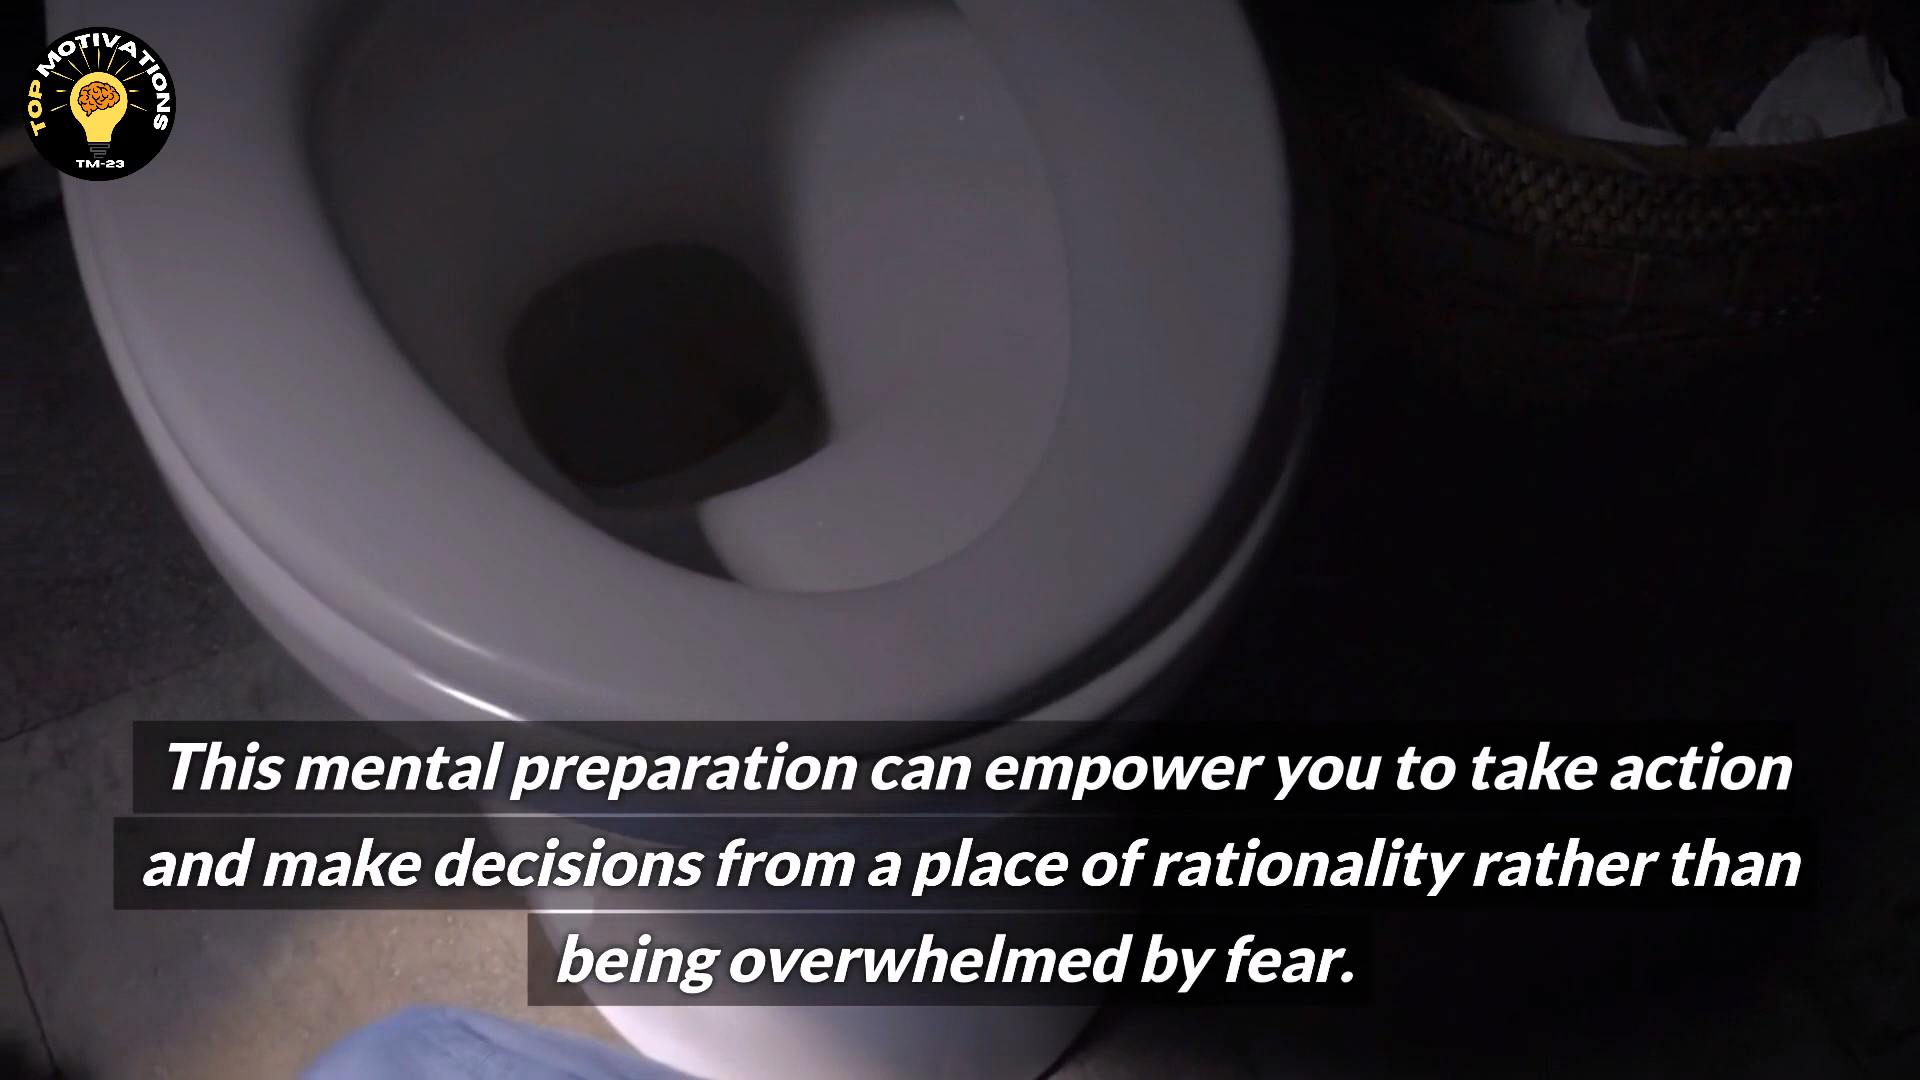 TOP MOTIVATIONS
TM-23
This mental preparation can empower you to take action
and make decisions from a place of rationality rather than
being overwhelmed by fear.